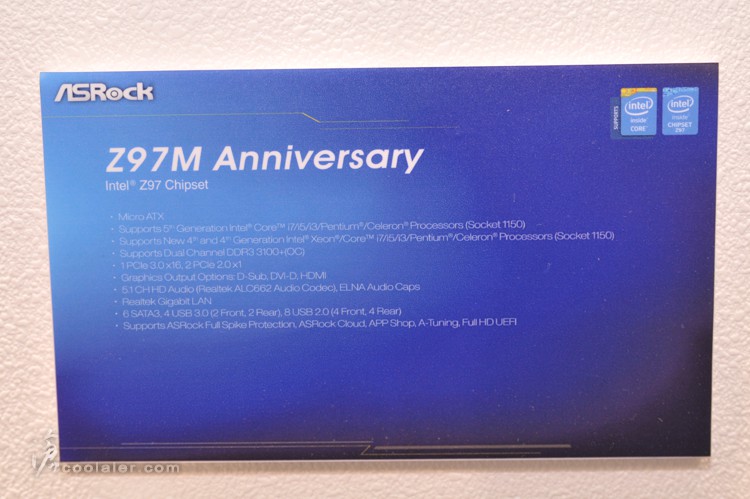 ASRock
SUPPORTS
intel inside CORE™
intel inside CHIPSET Z97
Z97M Anniversary
Intel® Z97 Chipset
· Micro ATX
· Supports 5th Generation Intel® Core™ i7/i5/i3/Pentium®/Celeron® Processors (Socket 1150)
· Supports New 4th and 4th Generation Intel® Xeon®/Core™ i7/i5/i3/Pentium®/Celeron® Processors (Socket 1150)
· Supports Dual Channel DDR3 3100+(OC)
· 1 PCIe 3.0 x16, 2 PCIe 2.0 x1
· Graphics Output Options: D-Sub, DVI-D, HDMI
· 5.1 CH HD Audio (Realtek ALC662 Audio Codec), ELNA Audio Caps
· Realtek Gigabit LAN
· 6 SATA3, 4 USB 3.0 (2 Front, 2 Rear), 8 USB 2.0 (4 Front, 4 Rear)
· Supports ASRock Full Spike Protection, ASRock Cloud, APP Shop, A-Tuning, Full HD UEFI
coolaler.com